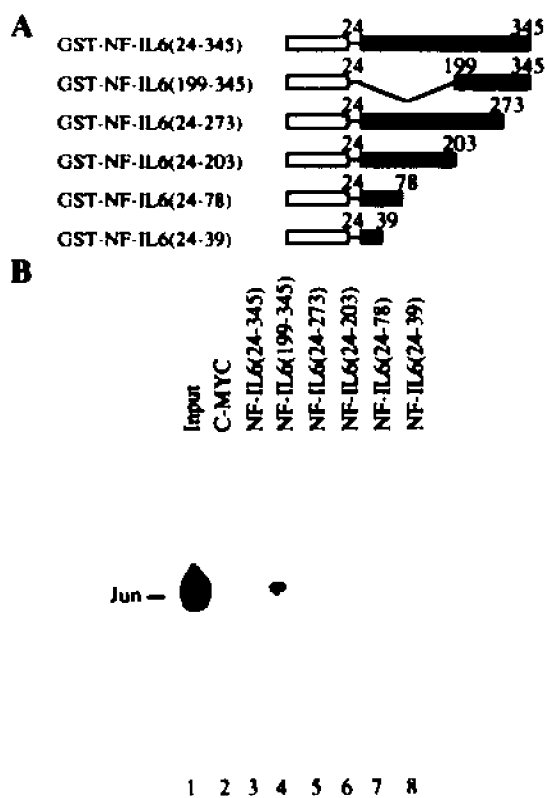 A
GST-NF-IL6(24-345) 24 345
GST-NF-IL6(199-345) 24 199 345
GST-NF-IL6(24-273) 24 273
GST-NF-IL6(24-203) 24 203
GST-NF-IL6(24-78) 24 78
GST-NF-IL6(24-39) 24 39
B
Input
C-MYC
NF-IL6(24-345)
NF-IL6(199-345)
NF-IL6(24-273)
NF-IL6(24-203)
NF-IL6(24-78)
NF-IL6(24-39)
Jun
1 2 3 4 5 6 7 8